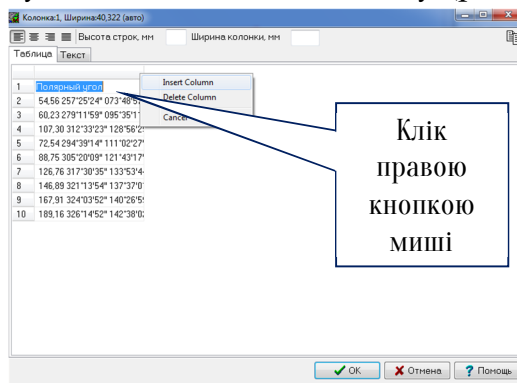 Колонка:1, Ширина:40,322 (авто)
Высота строк, мм Ширина колонки, мм
Таблица Текст
1 Полярный угол
2 54,56 257°25'24" 073°48'5
3 60,23 279°11'59" 095°35'1
4 107,30 312°33'23" 128°56'2
5 72,54 294°39'14" 111°02'27"
6 88,75 305°20'09" 121°43'17"
7 126,76 317°30'35" 133°53'4
8 146,89 321°13'54" 137°37'0
9 167,91 324°03'52" 140°26'5
10 189,16 326°14'52" 142°38'0
Insert Column
Delete Column
Cancel
Клік
правою
кнопкою
миші
OK Отмена Помощь